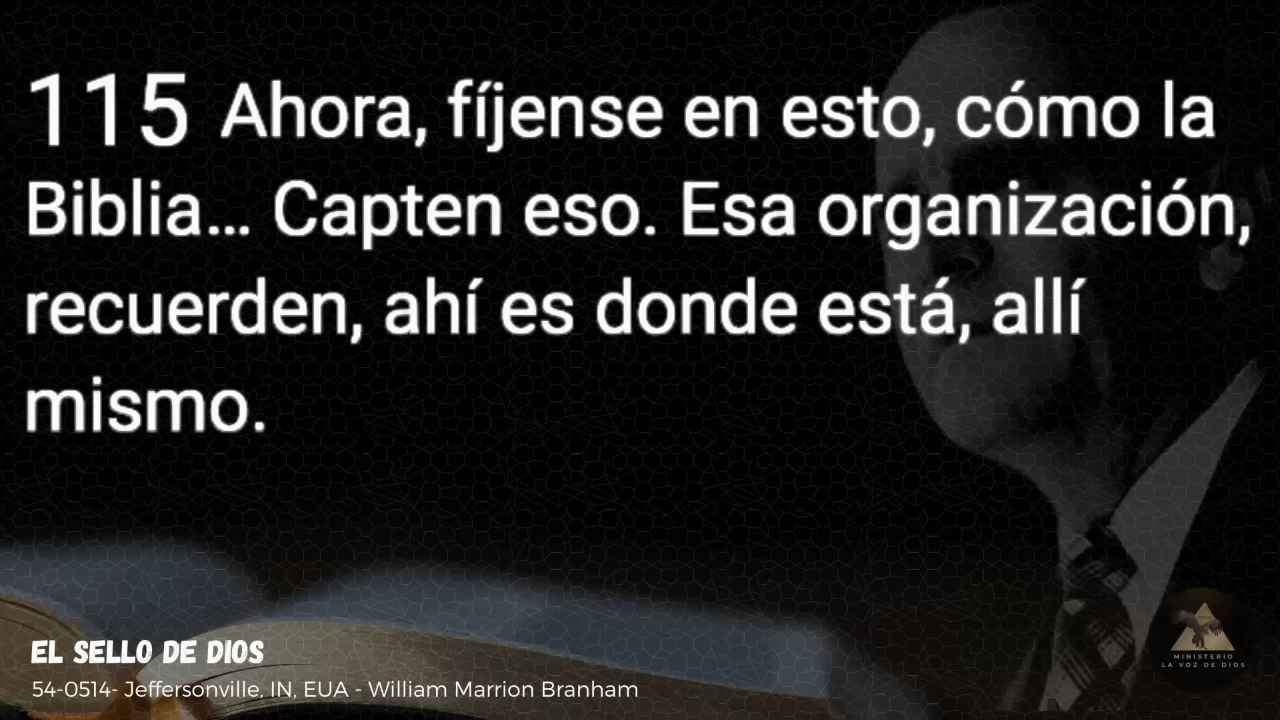 115 Ahora, fíjense en esto, cómo la
Biblia... Capten eso. Esa organización,
recuerden, ahí es donde está, allí
mismo.
EL SELLO DE DIOS
54-0514- Jeffersonville, IN, EUA - William Marrion Branham
MINISTERIO
LA VOZ DE DIOS